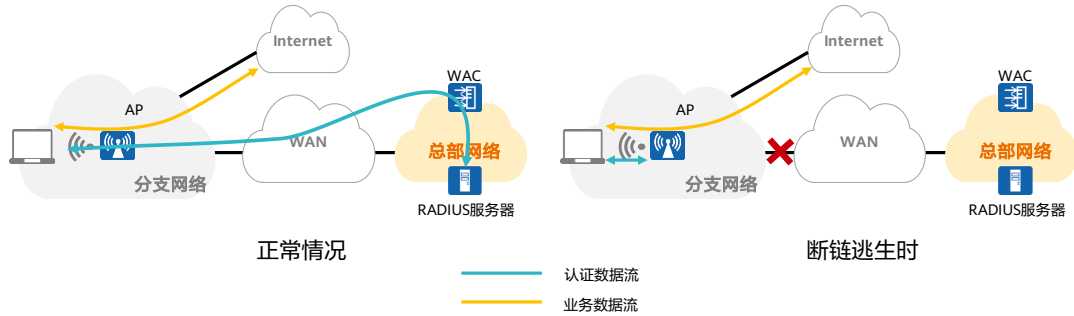 Internet
WAC
AP
WAN
总部网络
分支网络
RADIUS服务器
正常情况
Internet
WAC
AP
WAN
总部网络
分支网络
RADIUS服务器
断链逃生时
认证数据流
业务数据流